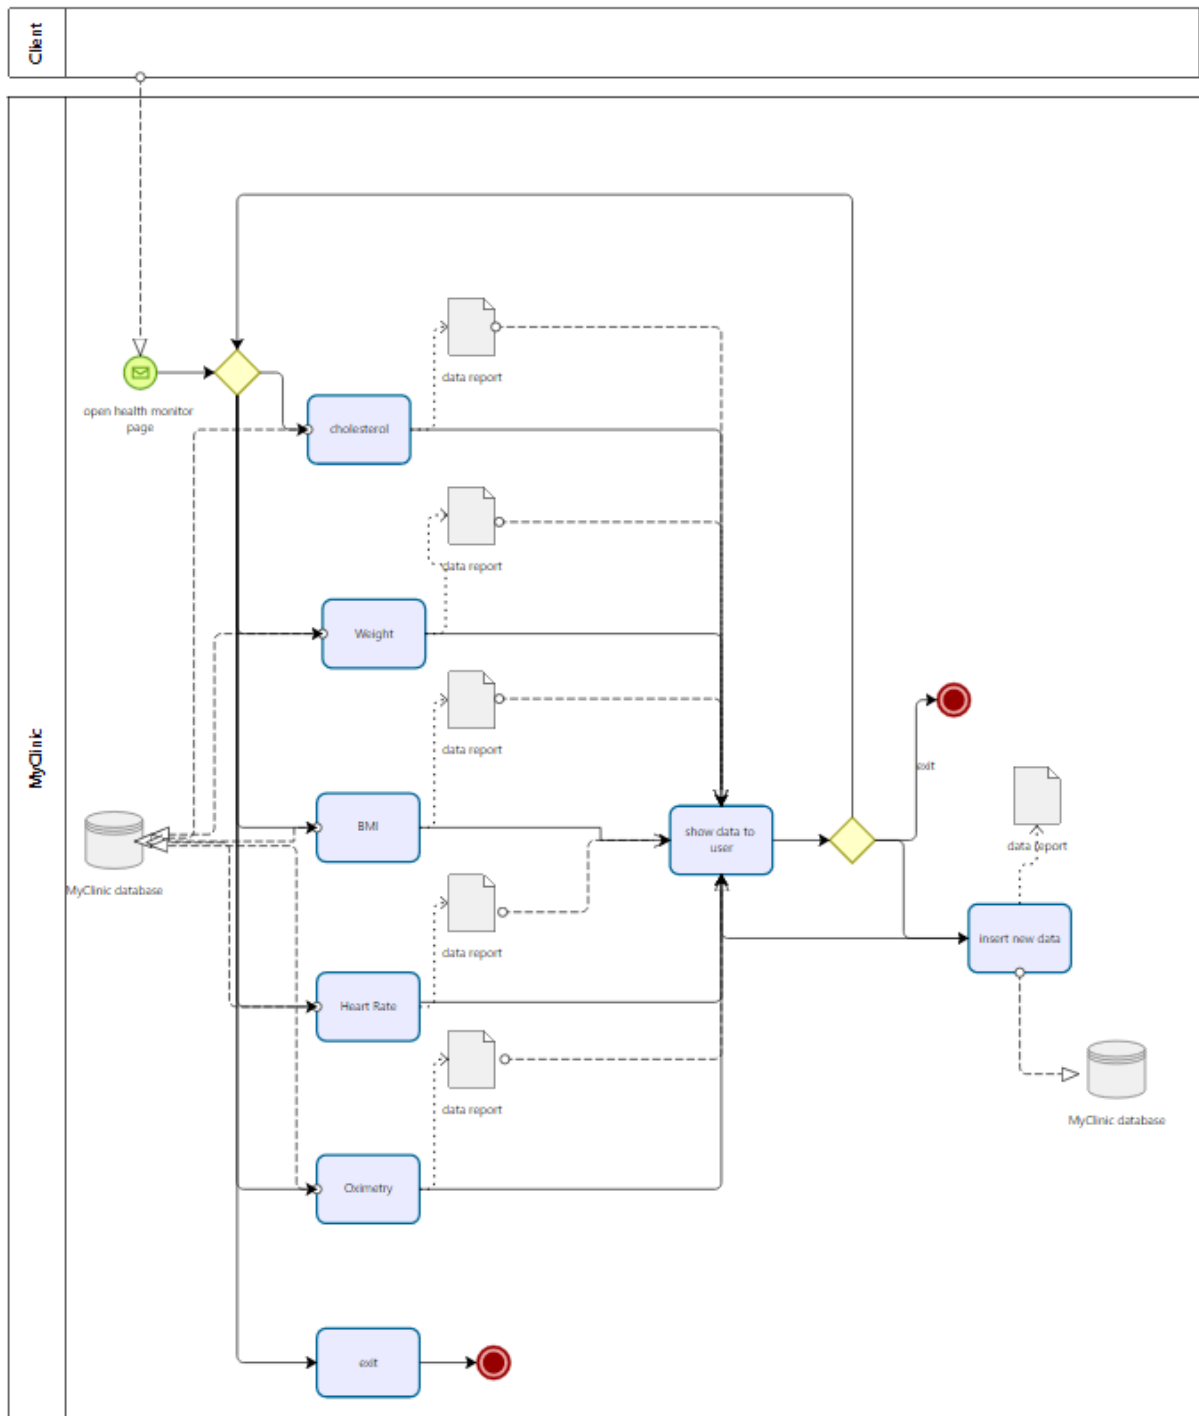 Client
MyClinic
open health monitor
page
data report
cholesterol
data report
Weight
data report
BMI
MyClinic database
data report
Heart Rate
data report
Oximetry
exit
show data to
user
exit
data report
insert new data
MyClinic database